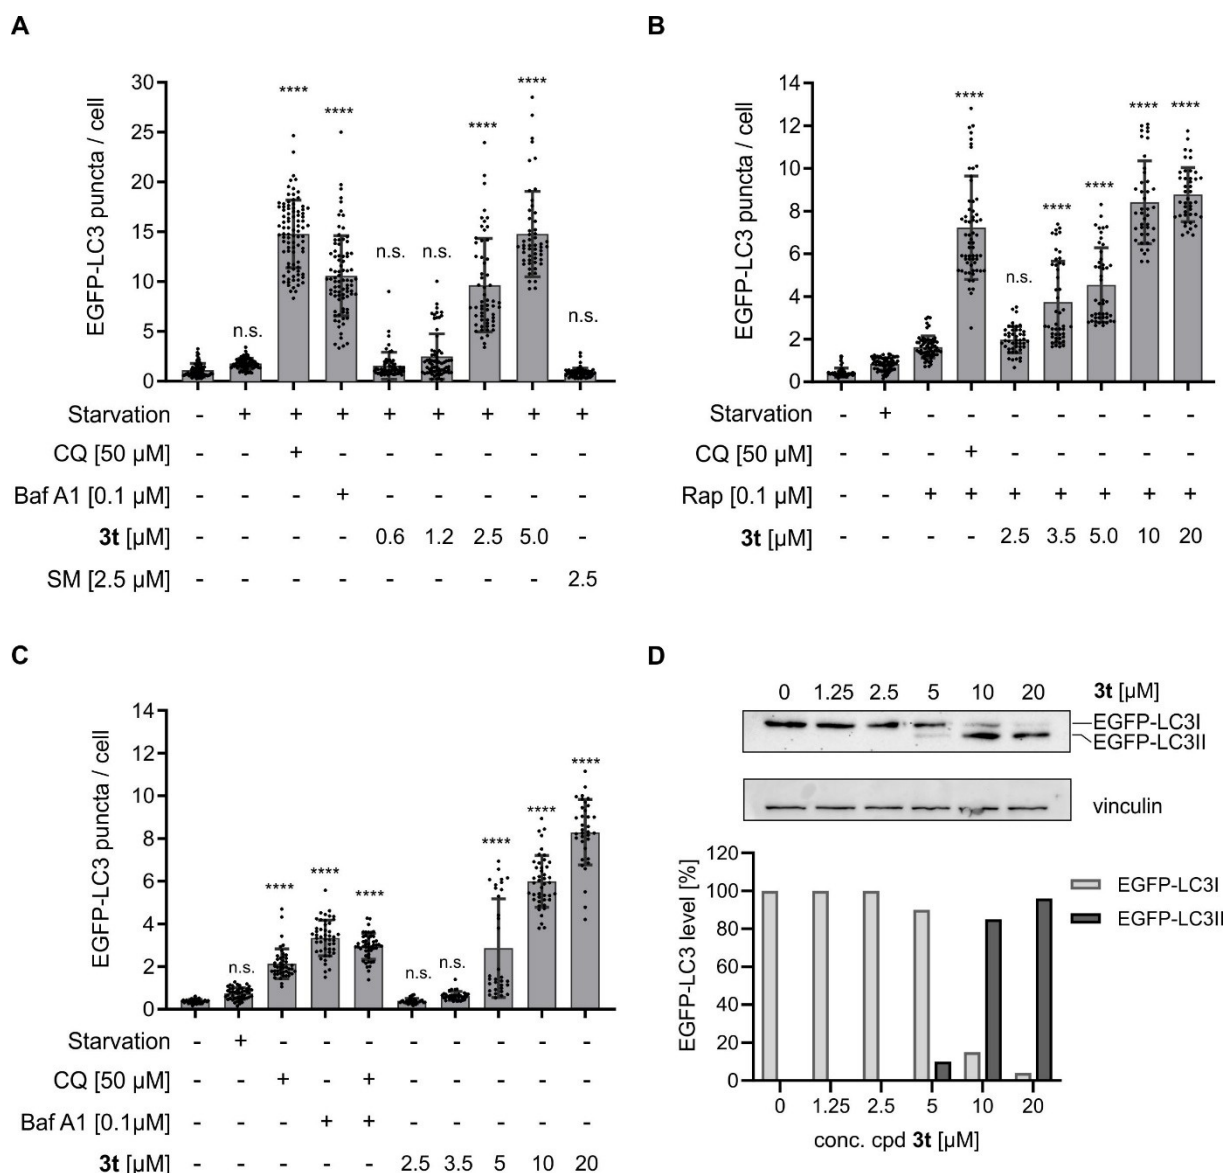 A
EGFP-LC3 puncta / cell
30
25
20
15
10
5
0
n.s.
****
****
n.s.
n.s.
****
****
n.s.
Starvation - + + + + + + + +
CQ [50 µM] - - + - - - - - -
Baf A1 [0.1 µM] - - - + - - - - -
3t [µM] - - - - 0.6 1.2 2.5 5.0 -
SM [2.5 µM] - - - - - - - - 2.5
B
EGFP-LC3 puncta / cell
14
12
10
8
6
4
2
0
****
n.s.
****
****
****
****
Starvation - + - - - - - - -
CQ [50 µM] - - - + - - - - -
Rap [0.1 µM] - - + + + + + + +
3t [µM] - - - - 2.5 3.5 5.0 10 20
C
EGFP-LC3 puncta / cell
14
12
10
8
6
4
2
0
n.s.
****
****
****
n.s.
n.s.
****
****
****
Starvation - + - - - - - - - -
CQ [50 µM] - - + - + - - - - -
Baf A1 [0.1µM] - - - + + - - - - -
3t [µM] - - - - - 2.5 3.5 5 10 20
D
0 1.25 2.5 5 10 20 3t [µM]
EGFP-LC3I
EGFP-LC3II
vinculin
EGFP-LC3 level [%]
120
100
80
60
40
20
0
0 1.25 2.5 5 10 20
conc. cpd 3t [µM]
EGFP-LC3I
EGFP-LC3II